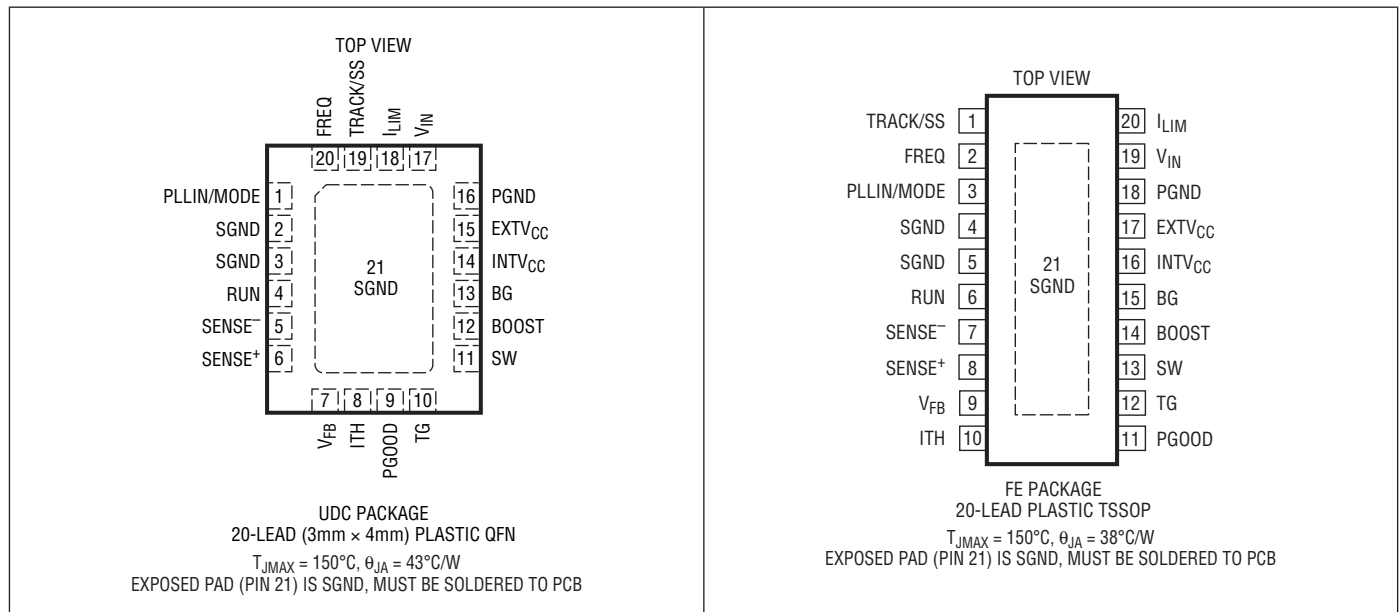 TOP VIEW
FREQ
TRACK/SS
ILIM
VIN
20 19 18 17
PLLIN/MODE 1
SGND 2
SGND 3
RUN 4
SENSE– 5
SENSE+ 6
21
SGND
16 PGND
15 EXTVCC
14 INTVCC
13 BG
12 BOOST
11 SW
7 8 9 10
VFB
ITH
PGOOD
TG
UDC PACKAGE
20-LEAD (3mm × 4mm) PLASTIC QFN
TJMAX = 150°C, θJA = 43°C/W
EXPOSED PAD (PIN 21) IS SGND, MUST BE SOLDERED TO PCB
TOP VIEW
TRACK/SS 1
FREQ 2
PLLIN/MODE 3
SGND 4
SGND 5
RUN 6
SENSE– 7
SENSE+ 8
VFB 9
ITH 10
21
SGND
20 ILIM
19 VIN
18 PGND
17 EXTVCC
16 INTVCC
15 BG
14 BOOST
13 SW
12 TG
11 PGOOD
FE PACKAGE
20-LEAD PLASTIC TSSOP
TJMAX = 150°C, θJA = 38°C/W
EXPOSED PAD (PIN 21) IS SGND, MUST BE SOLDERED TO PCB